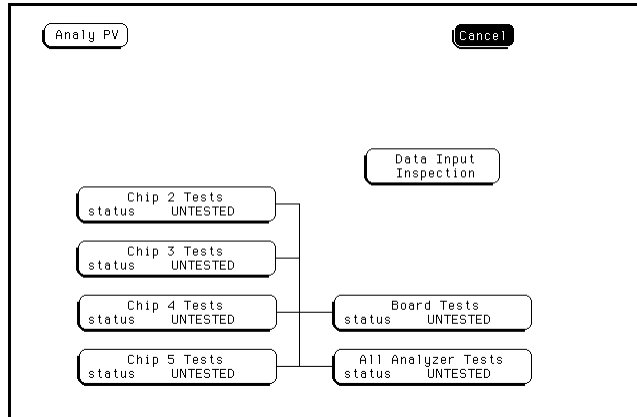 Analy PV
Cancel
Data Input
Inspection
Chip 2 Tests
status UNTESTED
Chip 3 Tests
status UNTESTED
Chip 4 Tests
status UNTESTED
Board Tests
status UNTESTED
Chip 5 Tests
status UNTESTED
All Analyzer Tests
status UNTESTED